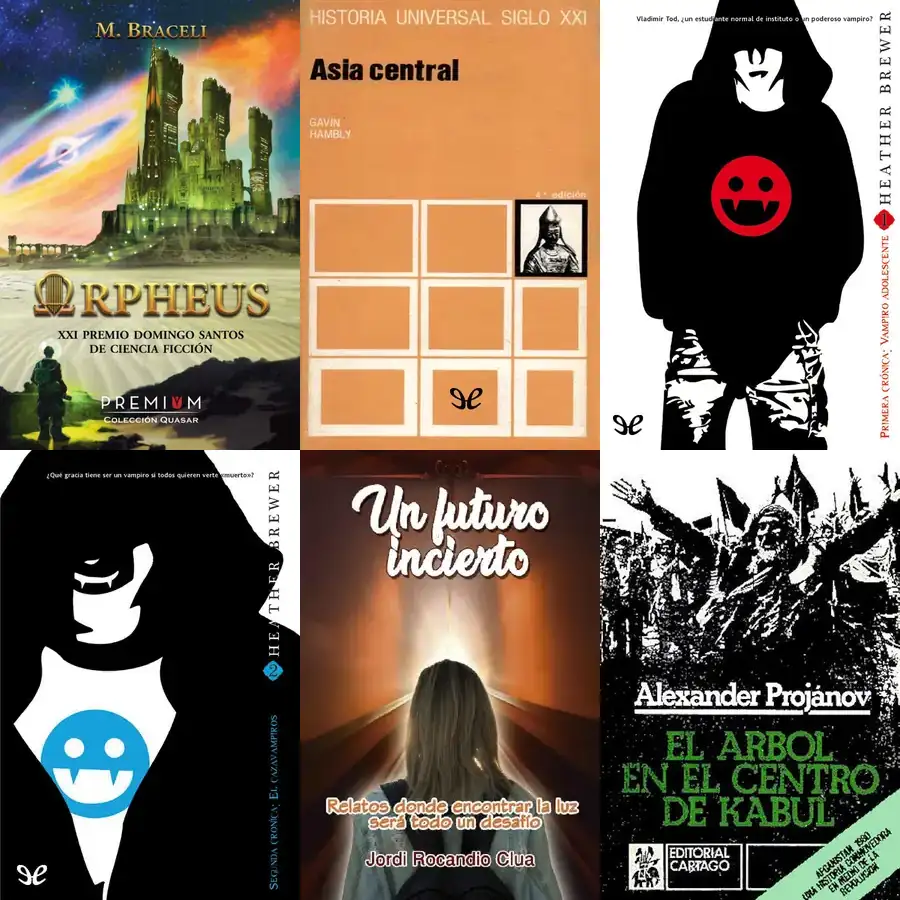 M. BRACELI
ORPHEUS
XXI PREMIO DOMINGO SANTOS
DE CIENCIA FICCIÓN
PREMIUM
COLECCIÓN QUASAR
HISTORIA UNIVERSAL SIGLO XXI
Asia central
GAVIN
HAMBLY
4.ª edición
Vladimir Tod, ¿un estudiante normal de instituto o un poderoso vampiro?
PRIMERA CRÓNICA: VAMPIRO ADOLESCENTE
1
HEATHER BREWER
¿Qué gracia tiene ser un vampiro si todos quieren verte «muerto»?
SEGUNDA CRÓNICA: EL CAZAVAMPIROS
2
HEATHER BREWER
Un futuro
incierto
Relatos donde encontrar la luz
será todo un desafío
Jordi Rocandio Clua
Alexander Projánov
EL ARBOL
EN EL CENTRO
DE KABUL
EDITORIAL
CARTAGO
AFGANISTAN 1980
UNA HISTORIA CONMOVEDORA
EN MEDIO DE LA
REVOLUCION